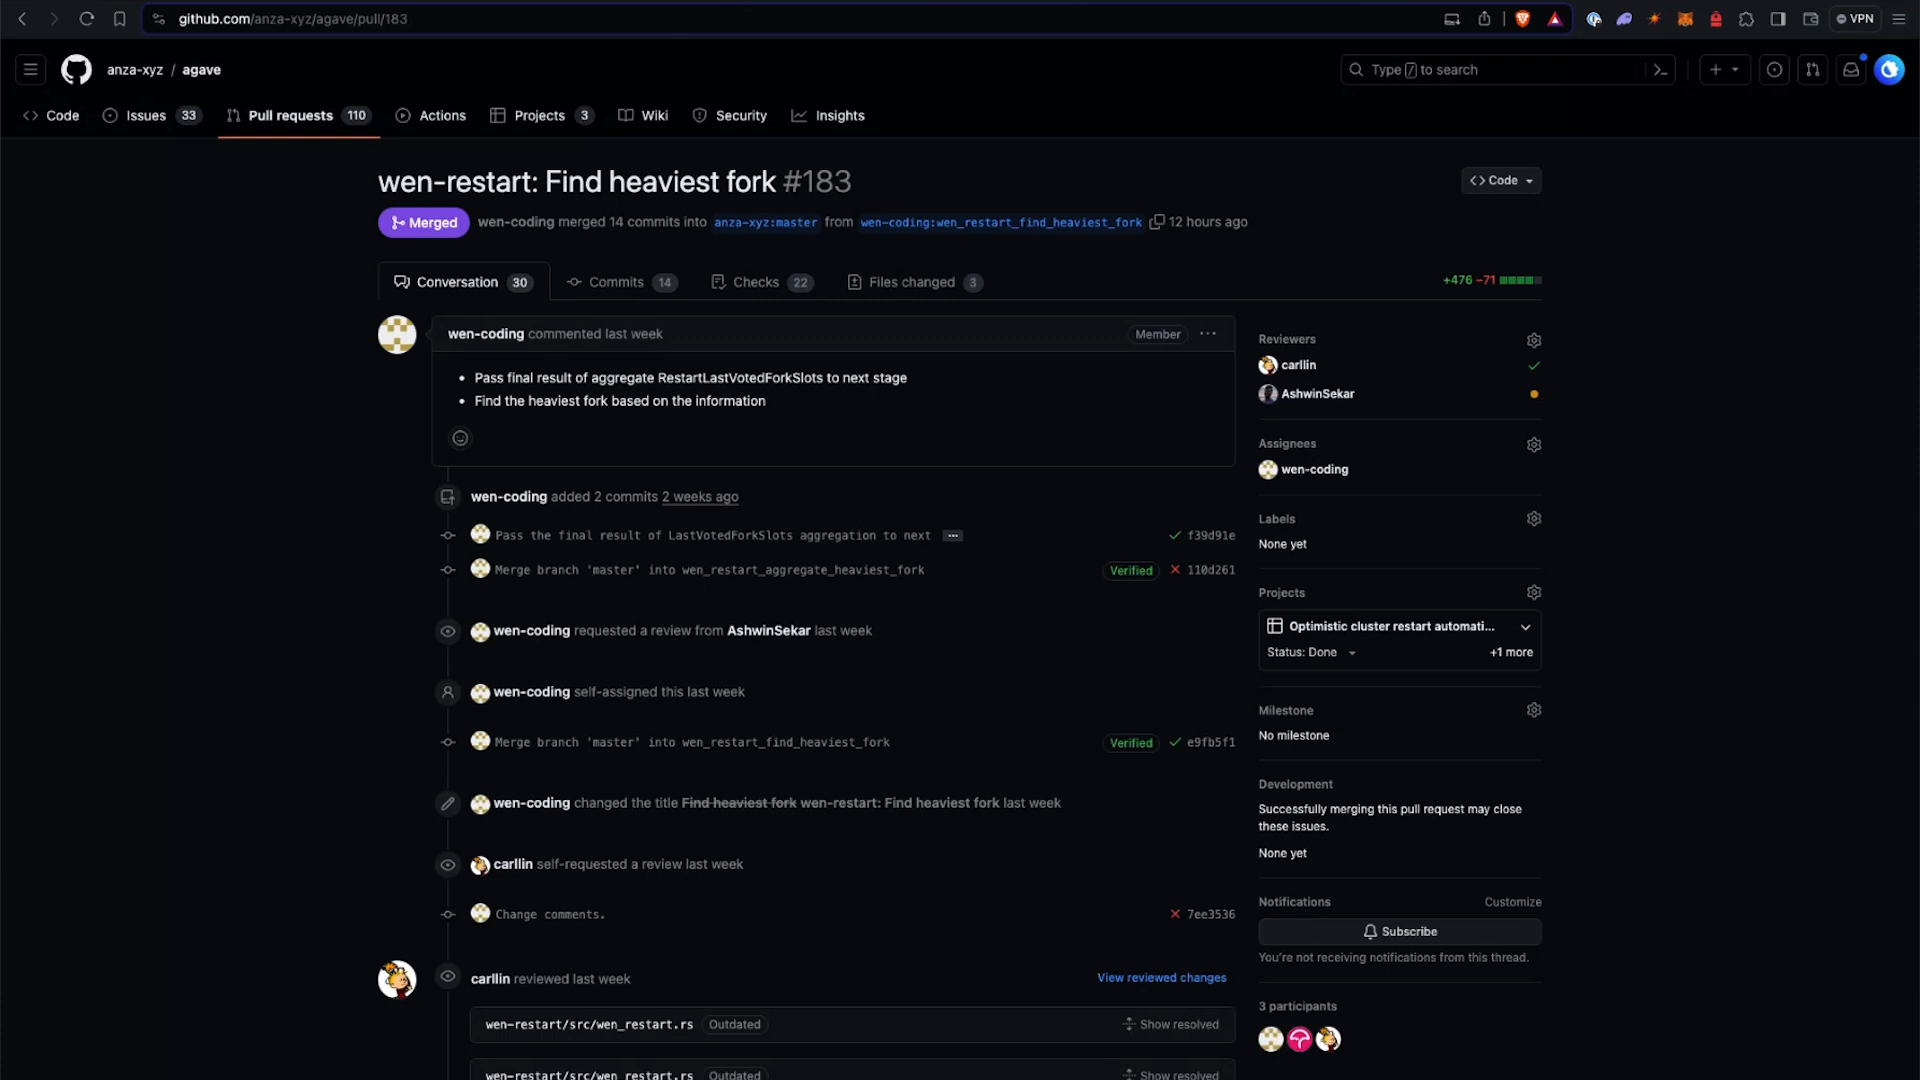 github.com/anza-xyz/agave/pull/183
VPN
anza-xyz / agave
Type / to search
Code
Issues 33
Pull requests 110
Actions
Projects 3
Wiki
Security
Insights
wen-restart: Find heaviest fork #183
Code
Merged
wen-coding merged 14 commits into anza-xyz:master from wen-coding:wen_restart_find_heaviest_fork 12 hours ago
Conversation 30
Commits 14
Checks 22
Files changed 3
+476 −71
wen-coding commented last week
Member
• Pass final result of aggregate RestartLastVotedForkSlots to next stage
• Find the heaviest fork based on the information
wen-coding added 2 commits 2 weeks ago
Pass the final result of LastVotedForkSlots aggregation to next ...
f39d91e
Merge branch 'master' into wen_restart_aggregate_heaviest_fork
Verified
110d261
wen-coding requested a review from AshwinSekar last week
wen-coding self-assigned this last week
Merge branch 'master' into wen_restart_find_heaviest_fork
Verified
e9fb5f1
wen-coding changed the title Find heaviest fork wen-restart: Find heaviest fork last week
carllin self-requested a review last week
Change comments.
7ee3536
carllin reviewed last week
View reviewed changes
wen-restart/src/wen_restart.rs
Outdated
Show resolved
wen-restart/src/wen_restart.rs
Outdated
Show resolved
Reviewers
carllin
AshwinSekar
Assignees
wen-coding
Labels
None yet
Projects
Optimistic cluster restart automati...
Status: Done
+1 more
Milestone
No milestone
Development
Successfully merging this pull request may close
these issues.
None yet
Notifications
Customize
Subscribe
You're not receiving notifications from this thread.
3 participants